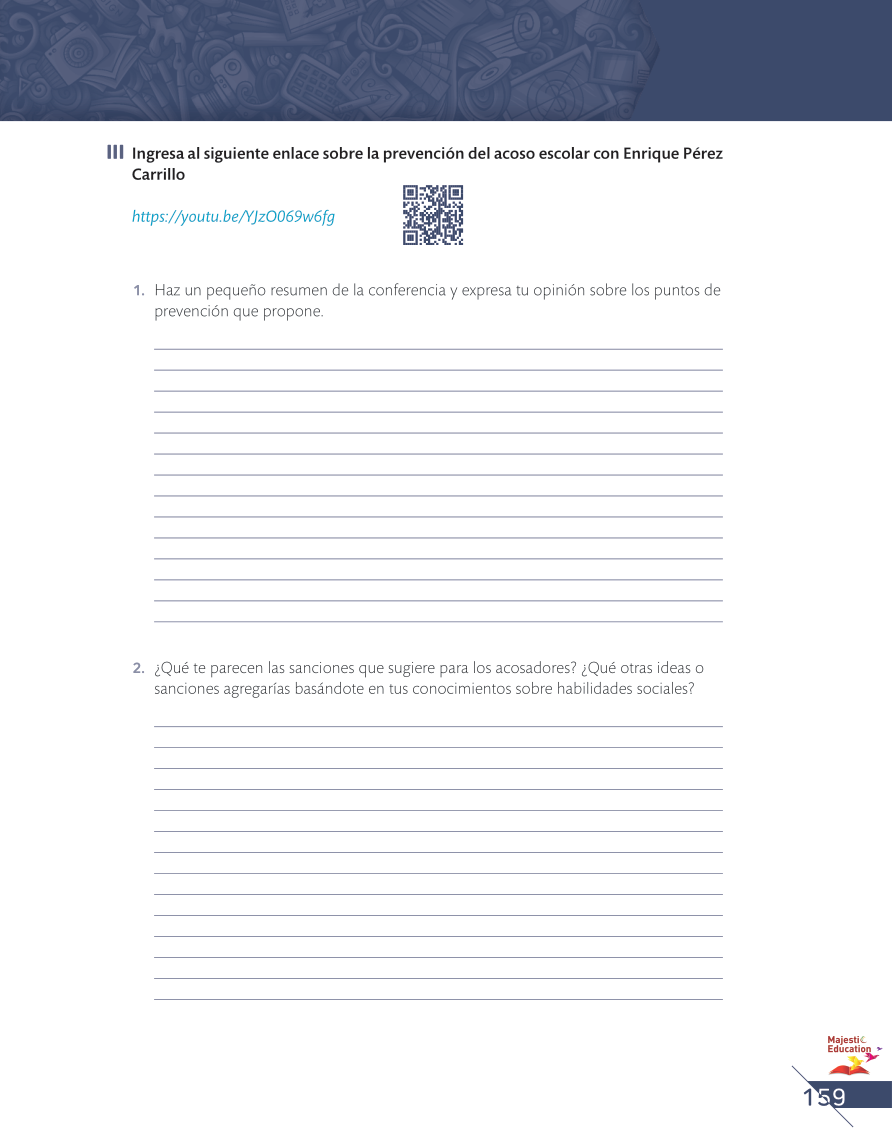 III Ingresa al siguiente enlace sobre la prevención del acoso escolar con Enrique Pérez
Carrillo
https://youtu.be/YJzO069w6fg
1. Haz un pequeño resumen de la conferencia y expresa tu opinión sobre los puntos de
prevención que propone.
2. ¿Qué te parecen las sanciones que sugiere para los acosadores? ¿Qué otras ideas o
sanciones agregarías basándote en tus conocimientos sobre habilidades sociales?
Majestic
Education
159